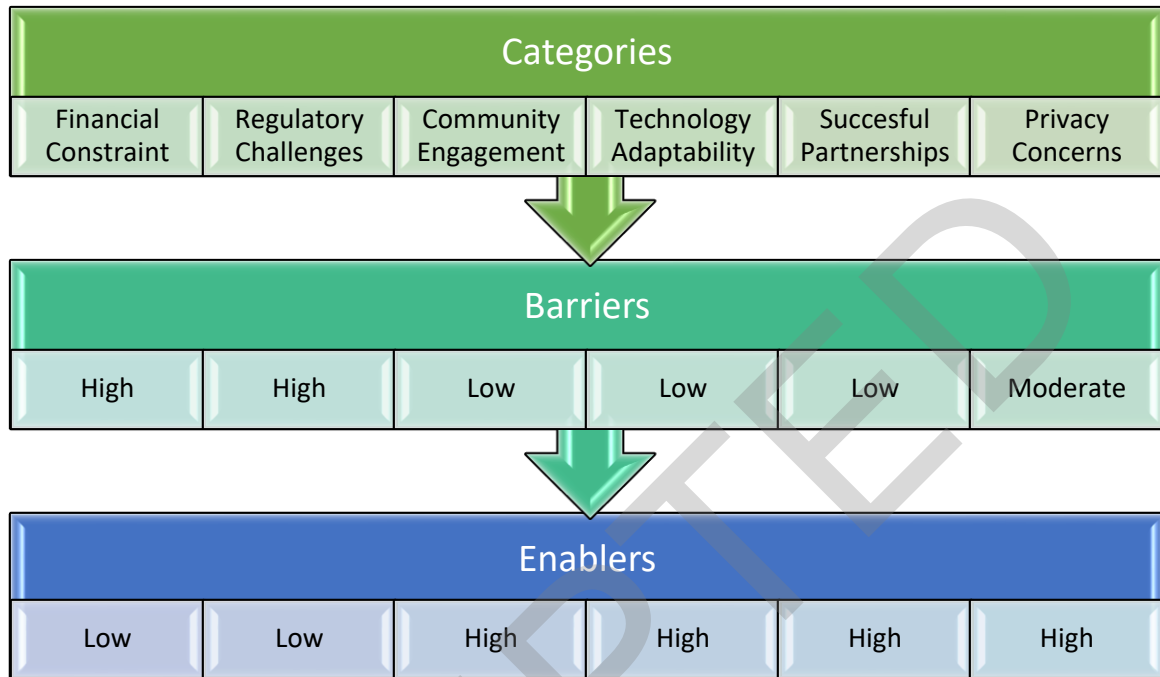 Categories
Financial Constraint
Regulatory Challenges
Community Engagement
Technology Adaptability
Succesful Partnerships
Privacy Concerns
Barriers
High
High
Low
Low
Low
Moderate
Enablers
Low
Low
High
High
High
High
PTED